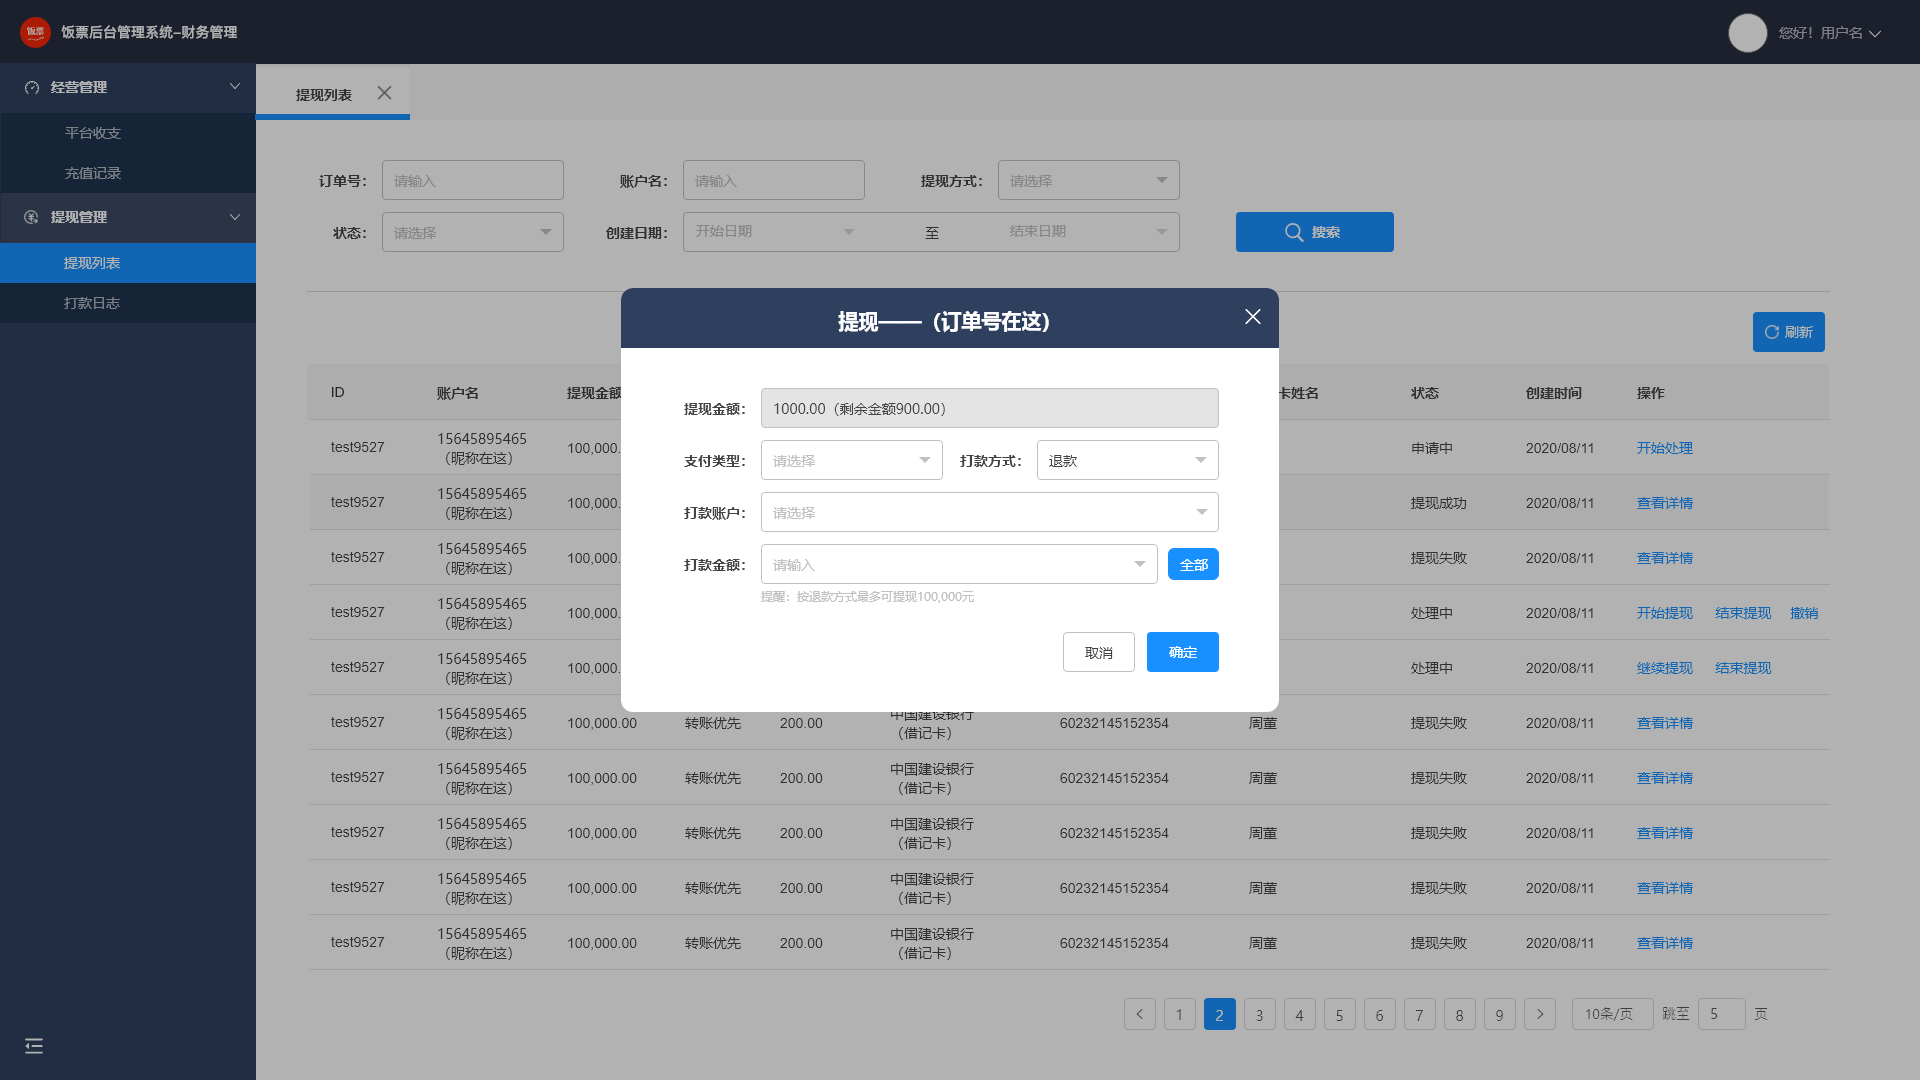 饭票
饭票后台管理系统–财务管理
您好！用户名
经营管理
平台收支
充值记录
提现管理
提现列表
打款日志
提现列表
订单号： 请输入 账户名： 请输入 提现方式： 请选择
状态： 请选择 创建日期： 开始日期 至 结束日期 搜索
刷新
提现——（订单号在这）
提现金额： 1000.00（剩余金额900.00）
支付类型： 请选择 打款方式： 退款
打款账户： 请选择
打款金额： 请输入 全部
提醒：按退款方式最多可提现100,000元
取消 确定
ID 账户名 提现金额 卡姓名 状态 创建时间 操作
test9527 15645895465 100,000. 申请中 2020/08/11 开始处理
（昵称在这）
test9527 15645895465 100,000. 提现成功 2020/08/11 查看详情
（昵称在这）
test9527 15645895465 100,000. 提现失败 2020/08/11 查看详情
（昵称在这）
test9527 15645895465 100,000. 处理中 2020/08/11 开始提现 结束提现 撤销
（昵称在这）
test9527 15645895465 100,000. 处理中 2020/08/11 继续提现 结束提现
（昵称在这）
test9527 15645895465 100,000.00 转账优先 200.00 中国建设银行 60232145152354 周董 提现失败 2020/08/11 查看详情
（昵称在这） （借记卡）
test9527 15645895465 100,000.00 转账优先 200.00 中国建设银行 60232145152354 周董 提现失败 2020/08/11 查看详情
（昵称在这） （借记卡）
test9527 15645895465 100,000.00 转账优先 200.00 中国建设银行 60232145152354 周董 提现失败 2020/08/11 查看详情
（昵称在这） （借记卡）
test9527 15645895465 100,000.00 转账优先 200.00 中国建设银行 60232145152354 周董 提现失败 2020/08/11 查看详情
（昵称在这） （借记卡）
test9527 15645895465 100,000.00 转账优先 200.00 中国建设银行 60232145152354 周董 提现失败 2020/08/11 查看详情
（昵称在这） （借记卡）
1 2 3 4 5 6 7 8 9 10条/页 跳至 5 页